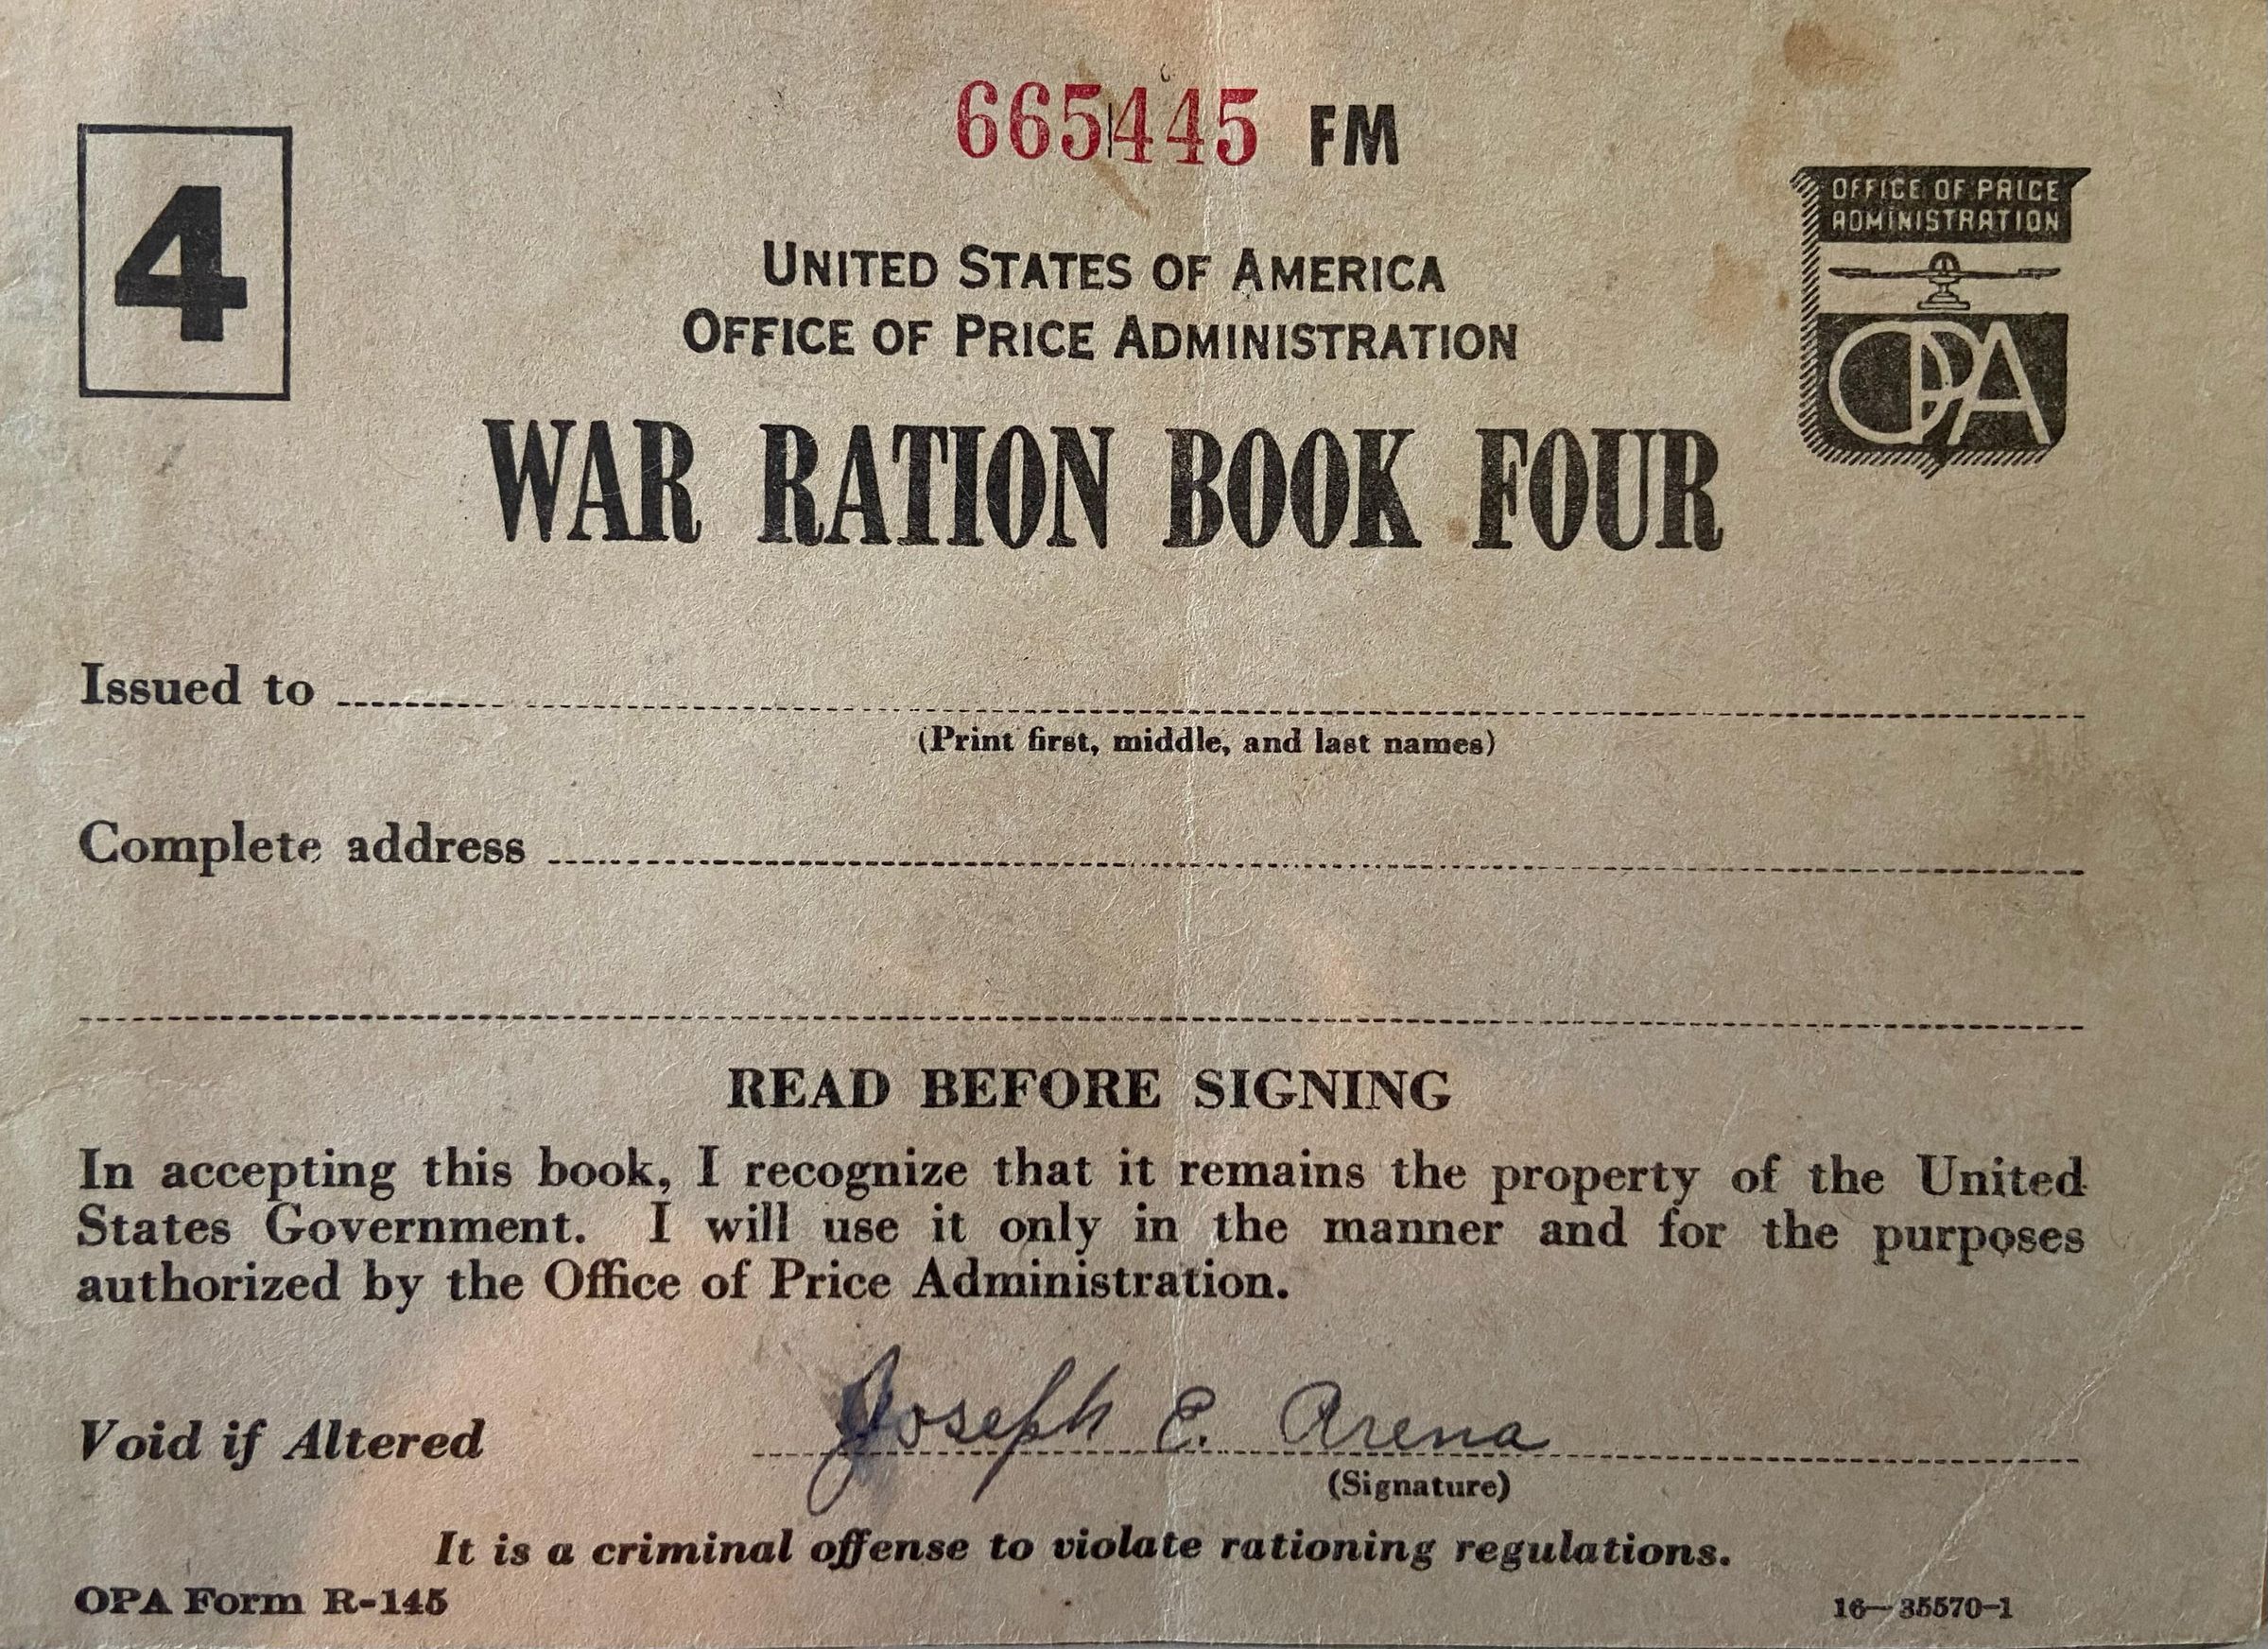 665445 FM
4
OFFICE OF PRICE
ADMINISTRATION
OPA
UNITED STATES OF AMERICA
OFFICE OF PRICE ADMINISTRATION
WAR RATION BOOK FOUR
Issued to
(Print first, middle, and last names)
Complete address
READ BEFORE SIGNING
In accepting this book, I recognize that it remains the property of the United
States Government. I will use it only in the manner and for the purposes
authorized by the Office of Price Administration.
Void if Altered Joseph E. Arena
(Signature)
It is a criminal offense to violate rationing regulations.
OPA Form R-145 16—35570-1